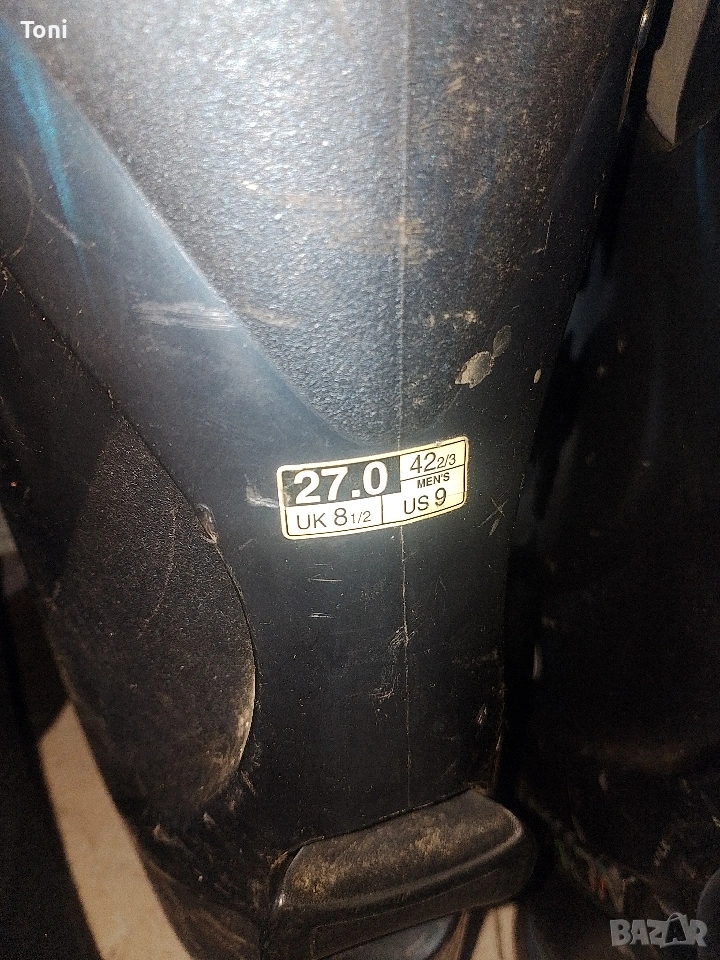 Toni
27.0
42 2/3
MEN'S
UK 8 1/2
US 9
BAZAR